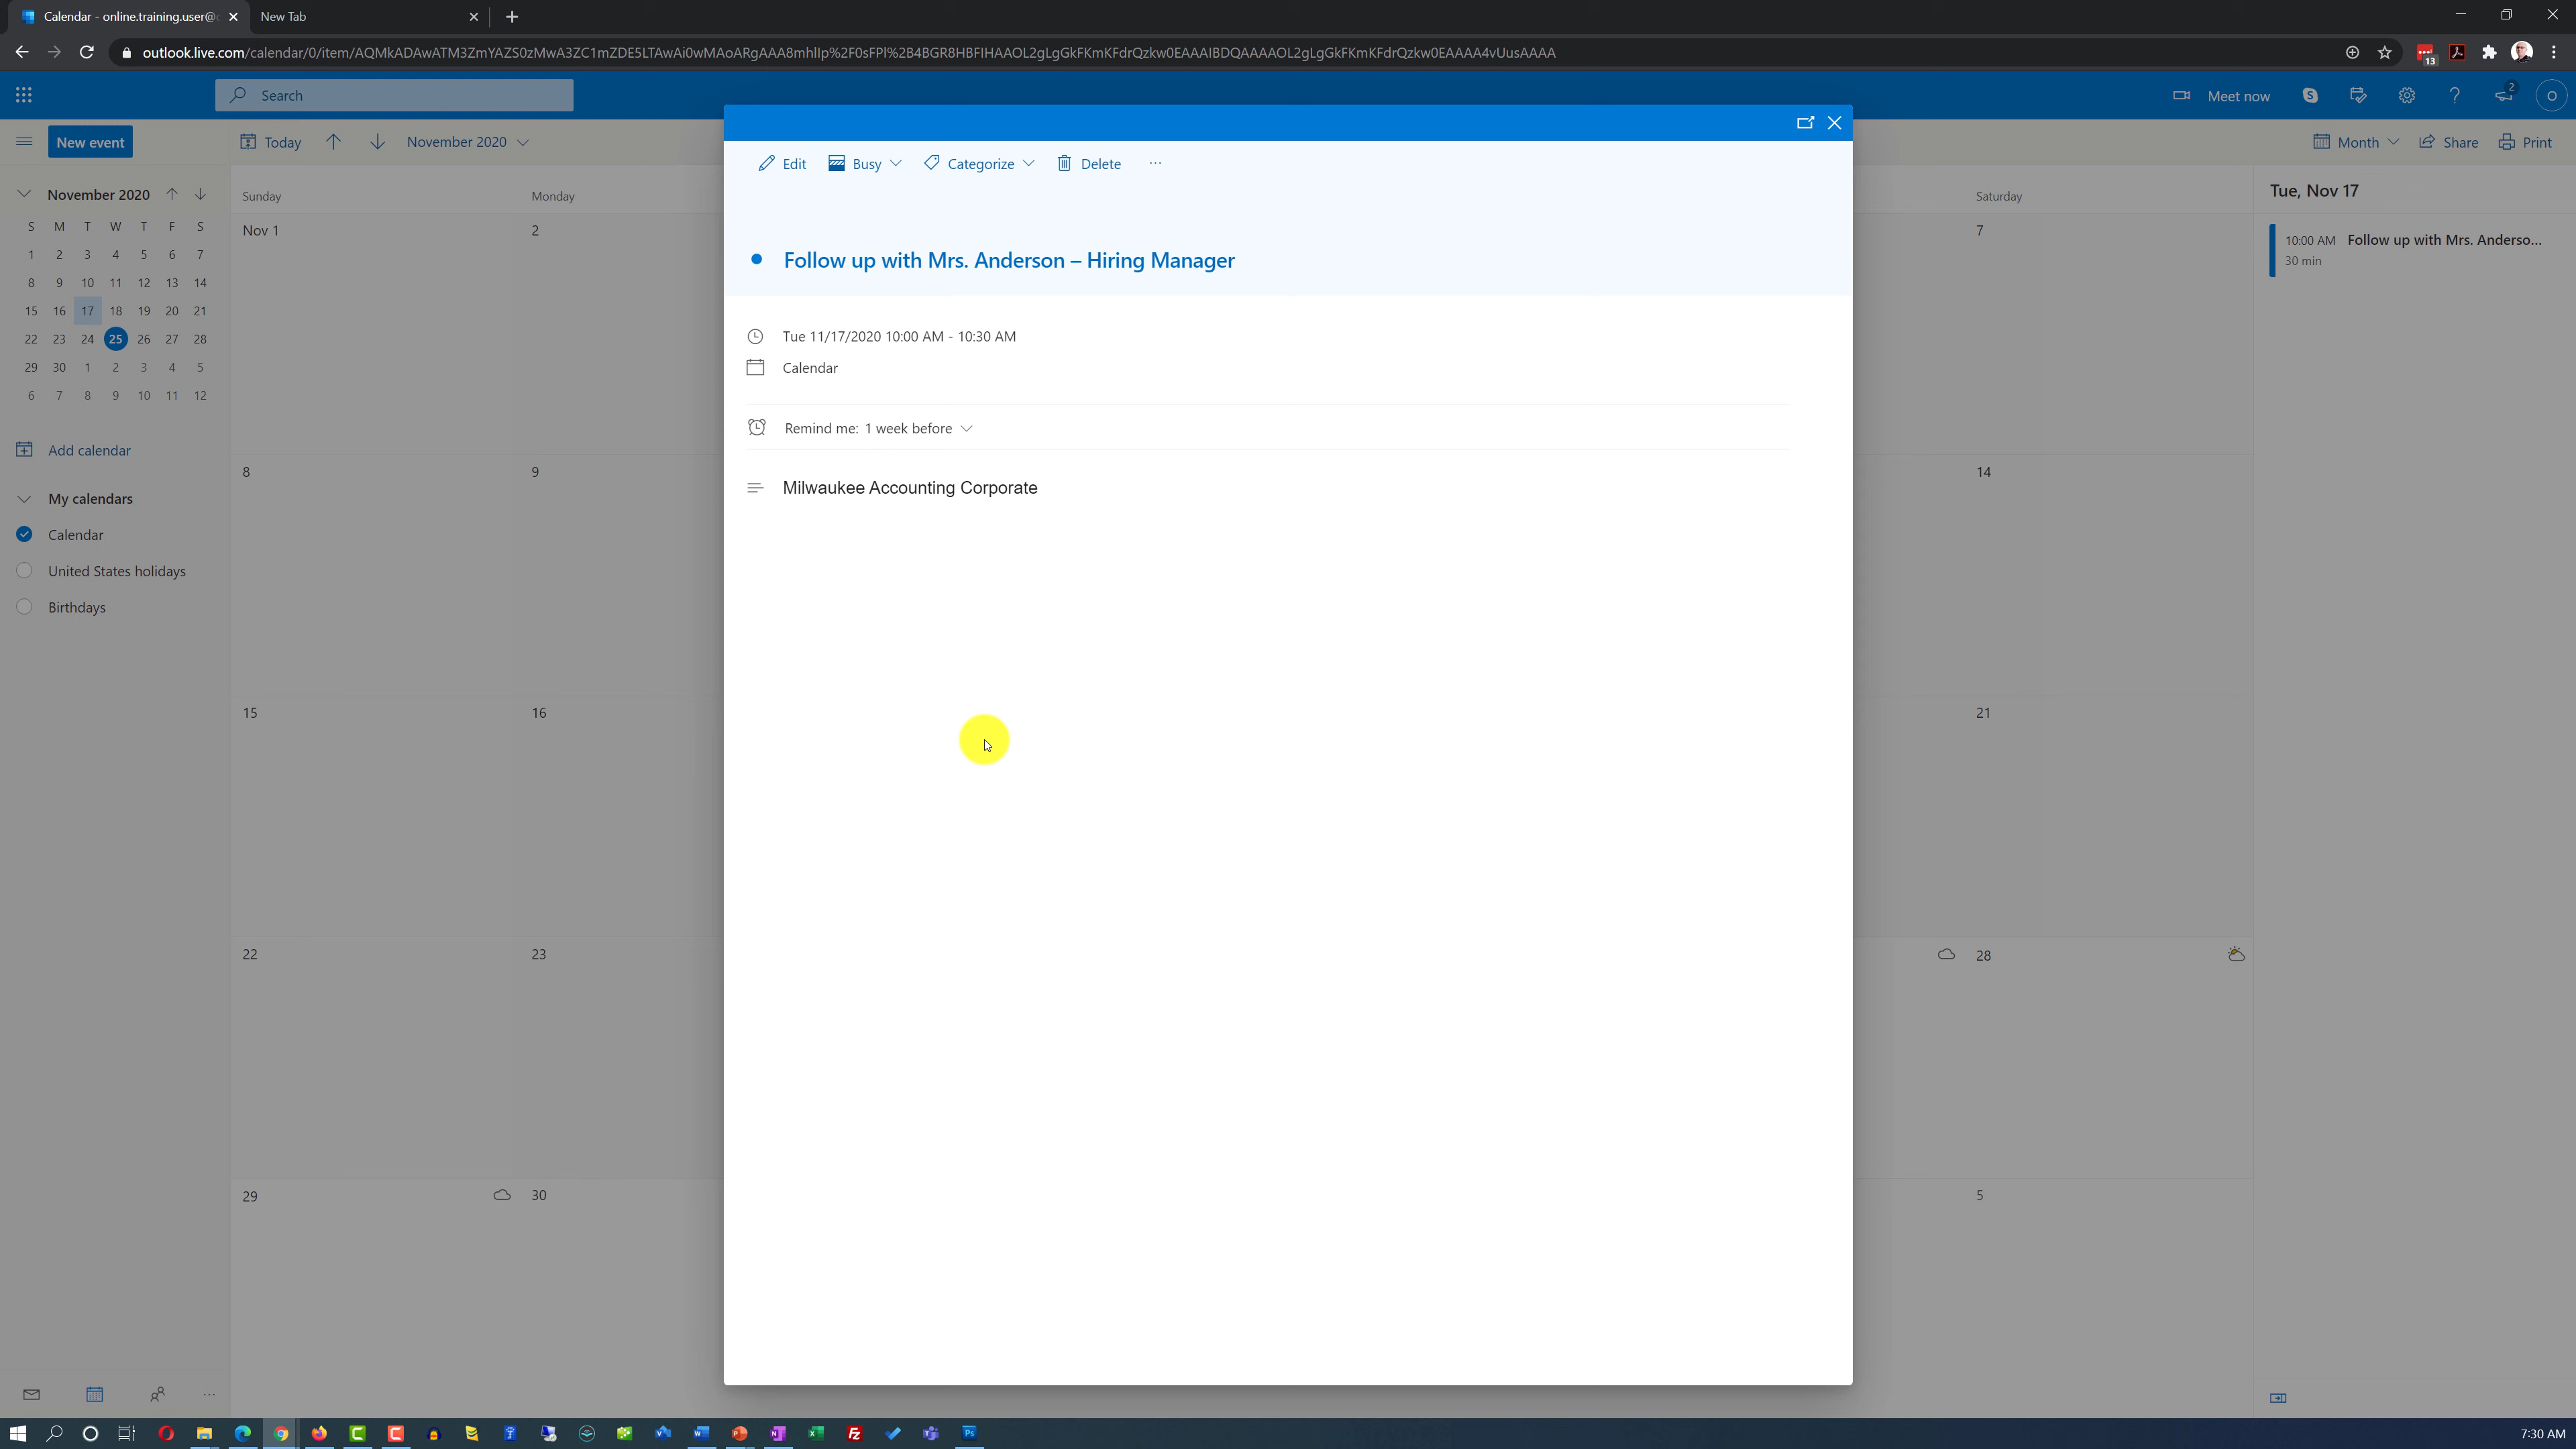 Calendar - online.training.user@
New Tab
outlook.live.com/calendar/0/item/AQMkADAwATM3ZmYAZS0zMwA3ZC1mZDE5LTAwAi0wMAoARgAAA8mhlIp%2F0sFPl%2B4BGR8HBFIHAAOL2gLgGkFKmKFdrQzkw0EAAAIBDQAAAAOL2gLgGkFKmKFdrQzkw0EAAAA4vUusAAAA
13
Search
Meet now
2
O
New event
Today
November 2020
Month
Share
Print
Edit
Busy
Categorize
Delete
November 2020
S M T W T F S
1 2 3 4 5 6 7
8 9 10 11 12 13 14
15 16 17 18 19 20 21
22 23 24 25 26 27 28
29 30 1 2 3 4 5
6 7 8 9 10 11 12
Add calendar
My calendars
Calendar
United States holidays
Birthdays
Sunday
Monday
Saturday
Nov 1
2
7
8
9
14
15
16
21
22
23
28
29
30
5
Follow up with Mrs. Anderson – Hiring Manager
Tue 11/17/2020 10:00 AM - 10:30 AM
Calendar
Remind me: 1 week before
Milwaukee Accounting Corporate
Tue, Nov 17
10:00 AM Follow up with Mrs. Anderso...
30 min
7:30 AM